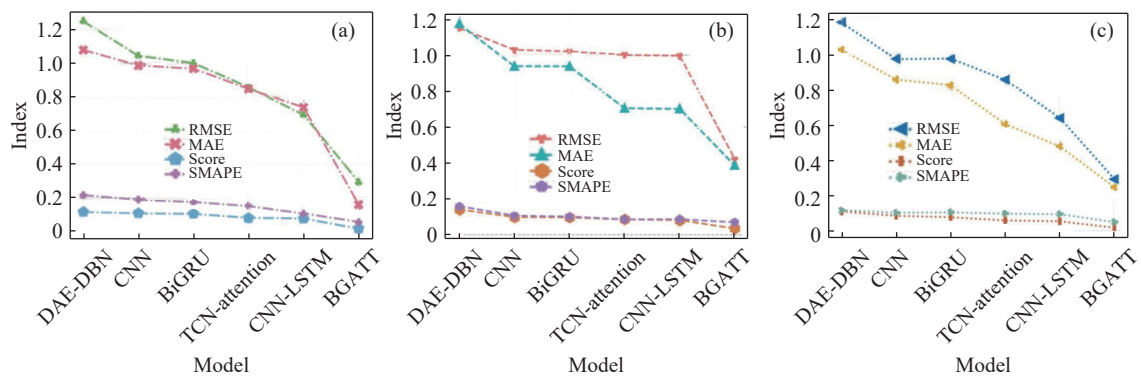 (a)
1.2
1.0
0.8
0.6
0.4
0.2
0
Index
RMSE
MAE
Score
SMAPE
DAE-DBN
CNN
BiGRU
TCN-attention
CNN-LSTM
BGATT
Model
(b)
1.2
1.0
0.8
0.6
0.4
0.2
0
Index
RMSE
MAE
Score
SMAPE
DAE-DBN
CNN
BiGRU
TCN-attention
CNN-LSTM
BGATT
Model
(c)
1.2
1.0
0.8
0.6
0.4
0.2
0
Index
RMSE
MAE
Score
SMAPE
DAE-DBN
CNN
BiGRU
TCN-attention
CNN-LSTM
BGATT
Model